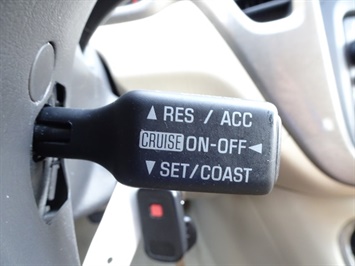 ▲ RES / ACC
CRUISE ON-OFF ◄
▼ SET/COAST